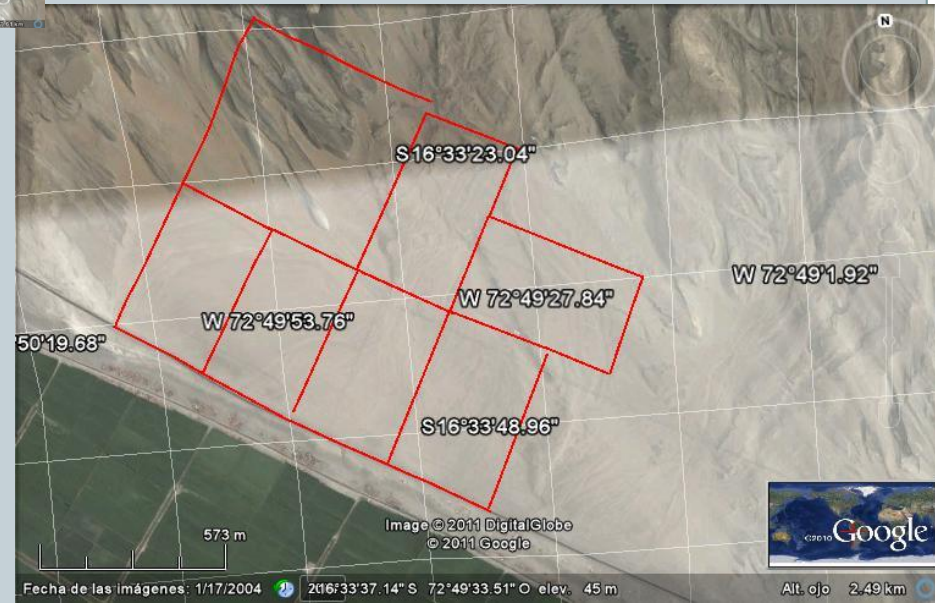 N
S16°33'23.04"
W 72°49'1.92"
W 72°49'27.84"
W 72°49'53.76"
°50'19.68"
S16°33'48.96"
573 m
Image © 2011 DigitalGlobe
© 2011 Google
©2010 Google
Fecha de las imágenes: 1/17/2004 16°33'37.14" S 72°49'33.51" O elev. 45 m Alt. ojo 2.49 km